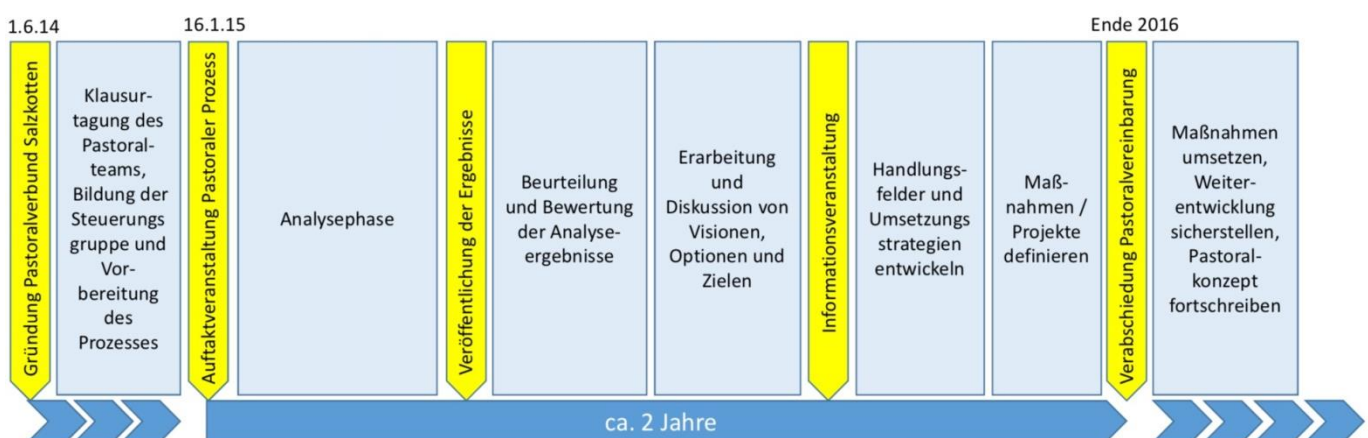 1.6.14
16.1.15
Ende 2016
Gründung Pastoralverbund Salzkotten
Klausur-
tagung des
Pastoral-
teams,
Bildung der
Steuerungs
gruppe und
Vor-
bereitung
des
Prozesses
Auftaktveranstaltung Pastoraler Prozess
Analysephase
Veröffentlichung der Ergebnisse
Beurteilung
und Bewertung
der Analyse-
ergebnisse
Erarbeitung
und
Diskussion von
Visionen,
Optionen und
Zielen
Informationsveranstaltung
Handlungs-
felder und
Umsetzungs
strategien
entwickeln
Maß-
nahmen /
Projekte
definieren
Verabschiedung Pastoralvereinbarung
Maßnahmen
umsetzen,
Weiter-
entwicklung
sicherstellen,
Pastoral-
konzept
fortschreiben
ca. 2 Jahre